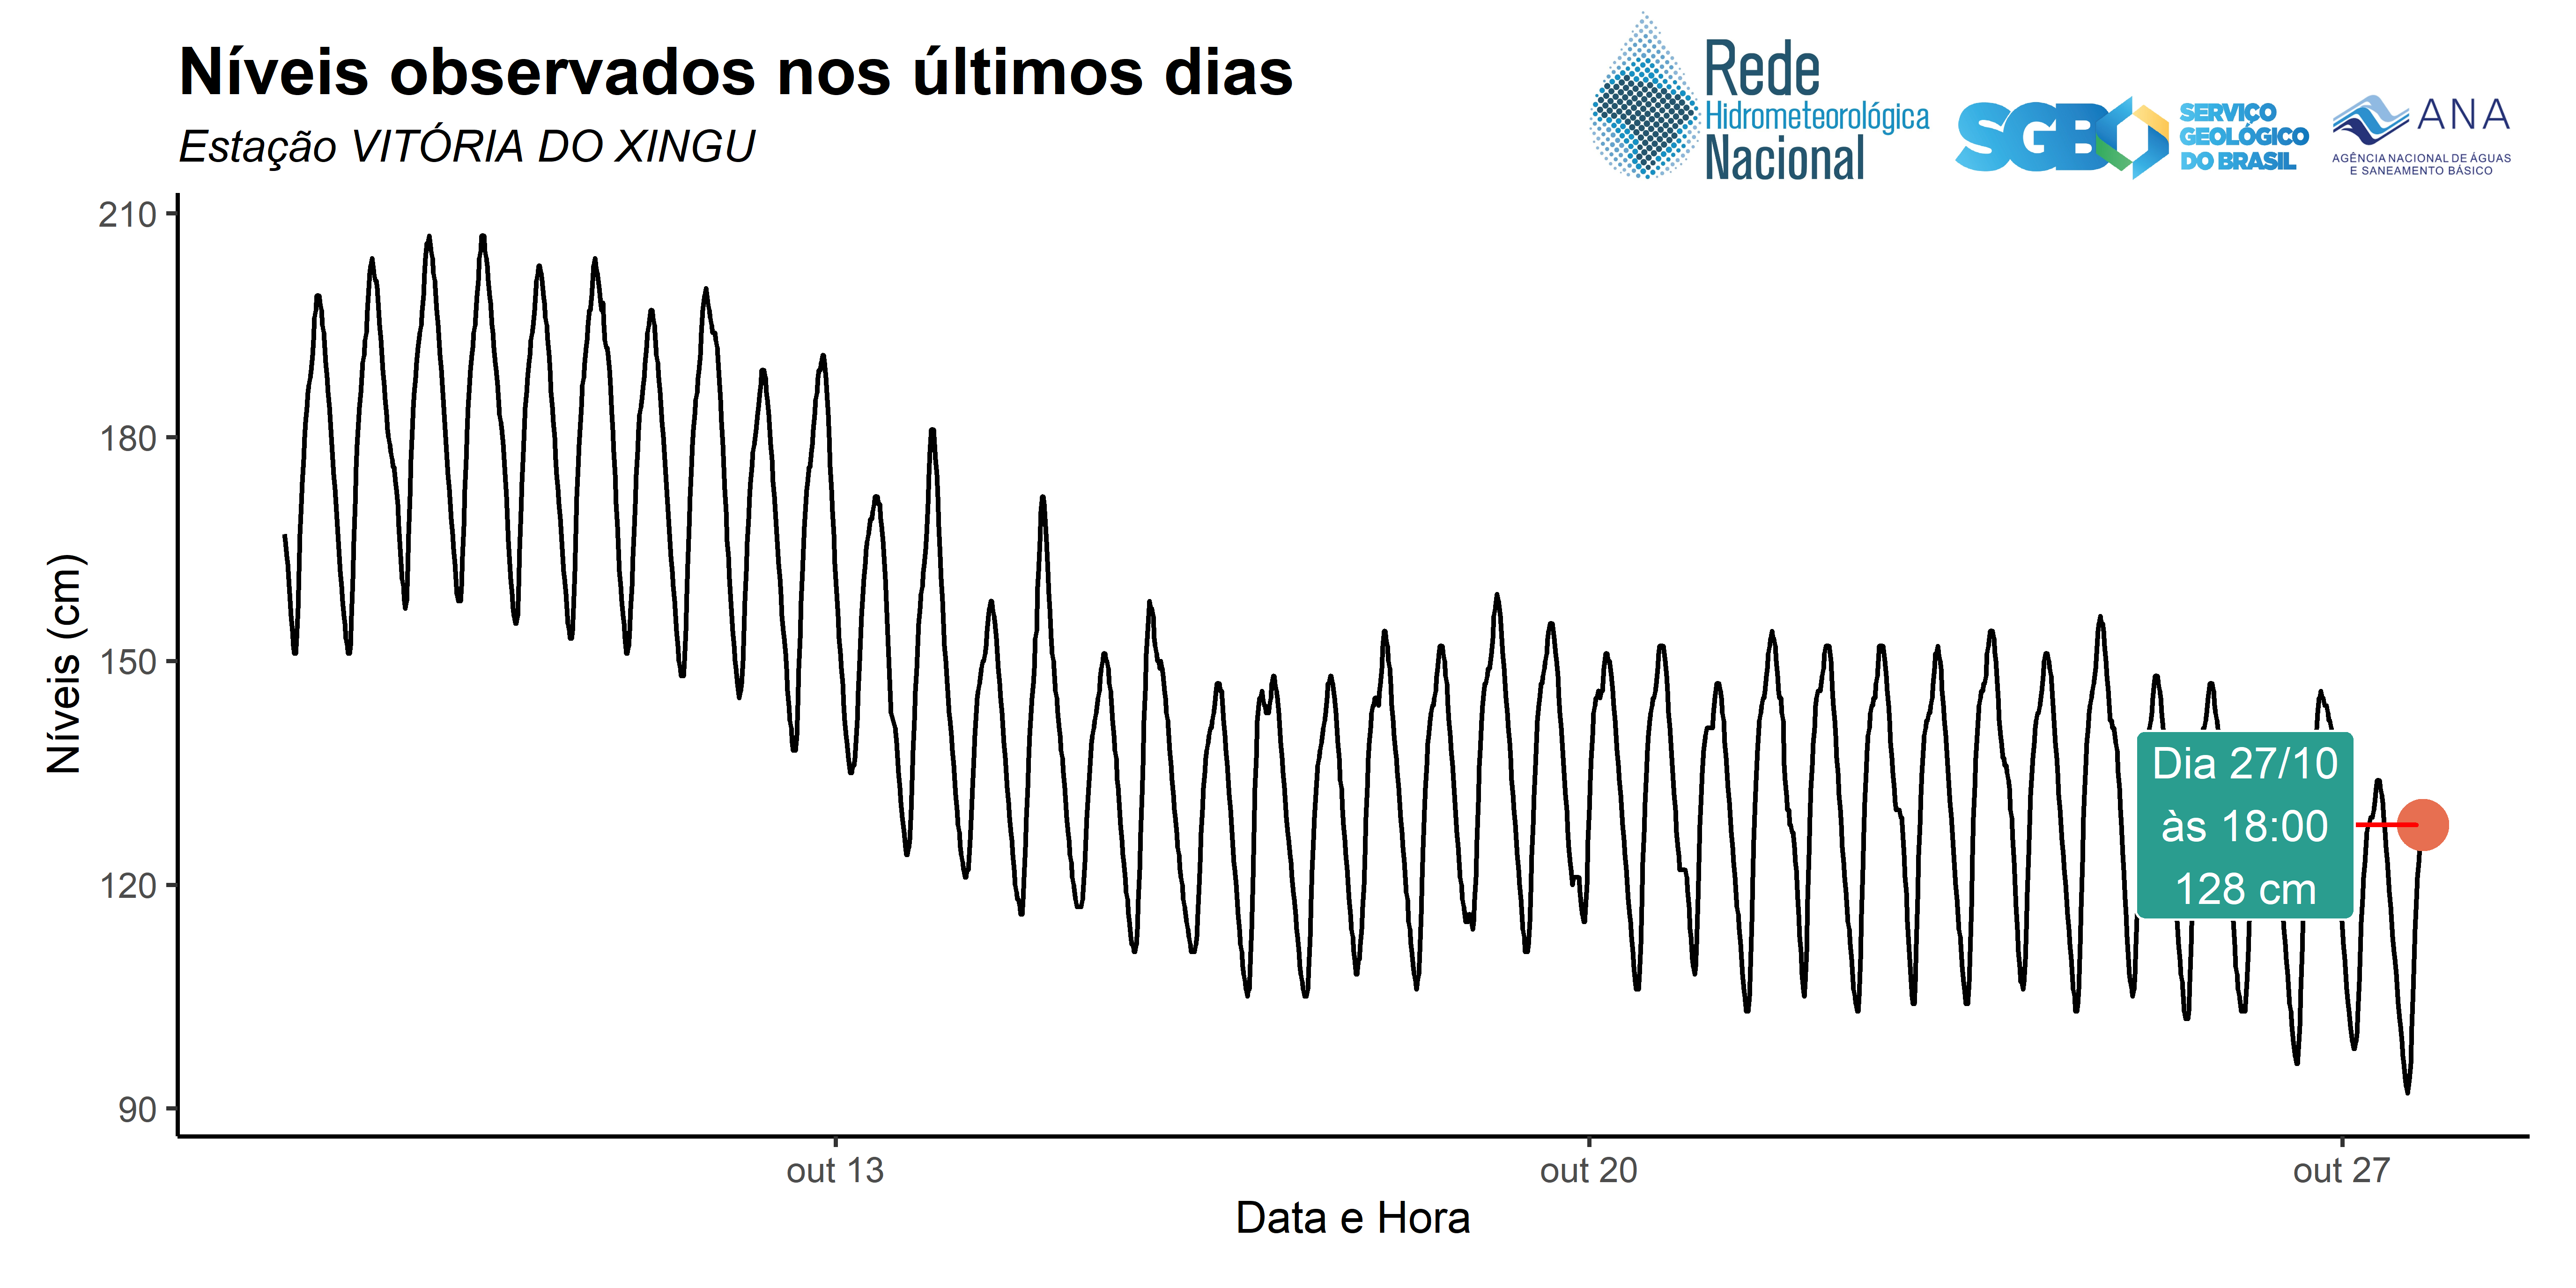 Níveis observados nos últimos dias
Estação VITÓRIA DO XINGU
Rede
Hidrometeorológica
Nacional
SGB
SERVIÇO
GEOLÓGICO
DO BRASIL
ANA
AGÊNCIA NACIONAL DE ÁGUAS
E SANEAMENTO BÁSICO
Níveis (cm)
210
180
150
120
90
Dia 27/10
às 18:00
128 cm
out 13
out 20
out 27
Data e Hora